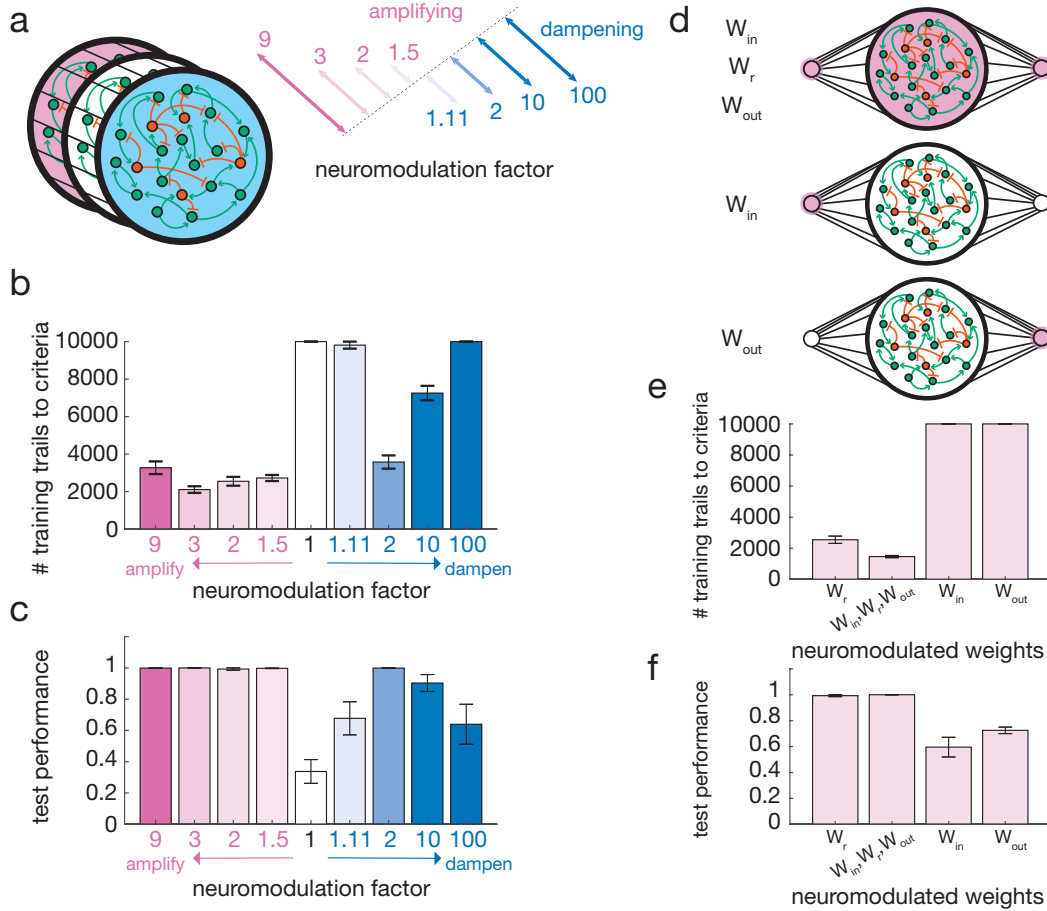 a
amplifying
9
3
2
1.5
dampening
1.11
2
10
100
neuromodulation factor
b
# training trails to criteria
10000
8000
6000
4000
2000
0
9 3 2 1.5 1 1.11 2 10 100
amplify dampen
neuromodulation factor
c
test performance
1
0.8
0.6
0.4
0.2
0
9 3 2 1.5 1 1.11 2 10 100
amplify dampen
neuromodulation factor
d
W_in
W_r
W_out
W_in
W_out
e
# training trails to criteria
10000
8000
6000
4000
2000
0
W_r W_in,W_r,W_out W_in W_out
neuromodulated weights
f
test performance
1
0.8
0.6
0.4
0.2
0
W_r W_in,W_r,W_out W_in W_out
neuromodulated weights